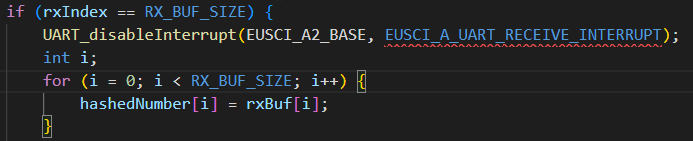 if (rxIndex == RX_BUF_SIZE) {
UART_disableInterrupt(EUSCI_A2_BASE, EUSCI_A_UART_RECEIVE_INTERRUPT);
int i;
for (i = 0; i < RX_BUF_SIZE; i++) {
hashedNumber[i] = rxBuf[i];
}